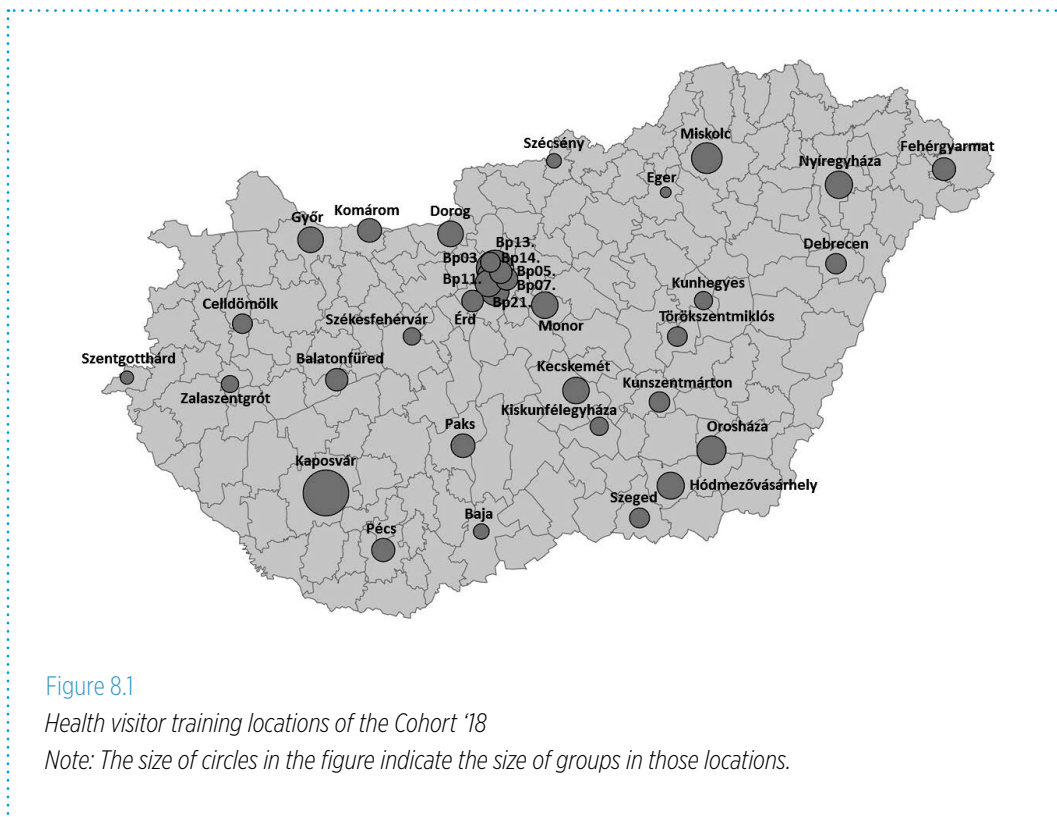 Szécsény
Miskolc
Fehérgyarmat
Nyíregyháza
Eger
Győr
Komárom
Dorog
Bp13.
Debrecen
Bp03.
Bp14.
Bp05.
Bp11.
Bp07.
Kunhegyes
Celldömölk
Bp21.
Székesfehérvár
Érd
Monor
Törökszentmiklós
Szentgotthárd
Balatonfüred
Kecskemét
Kunszentmárton
Zalaszentgrót
Kiskunfélegyháza
Paks
Orosháza
Kaposvár
Hódmezővásárhely
Szeged
Baja
Pécs
Figure 8.1
Health visitor training locations of the Cohort ‘18
Note: The size of circles in the figure indicate the size of groups in those locations.